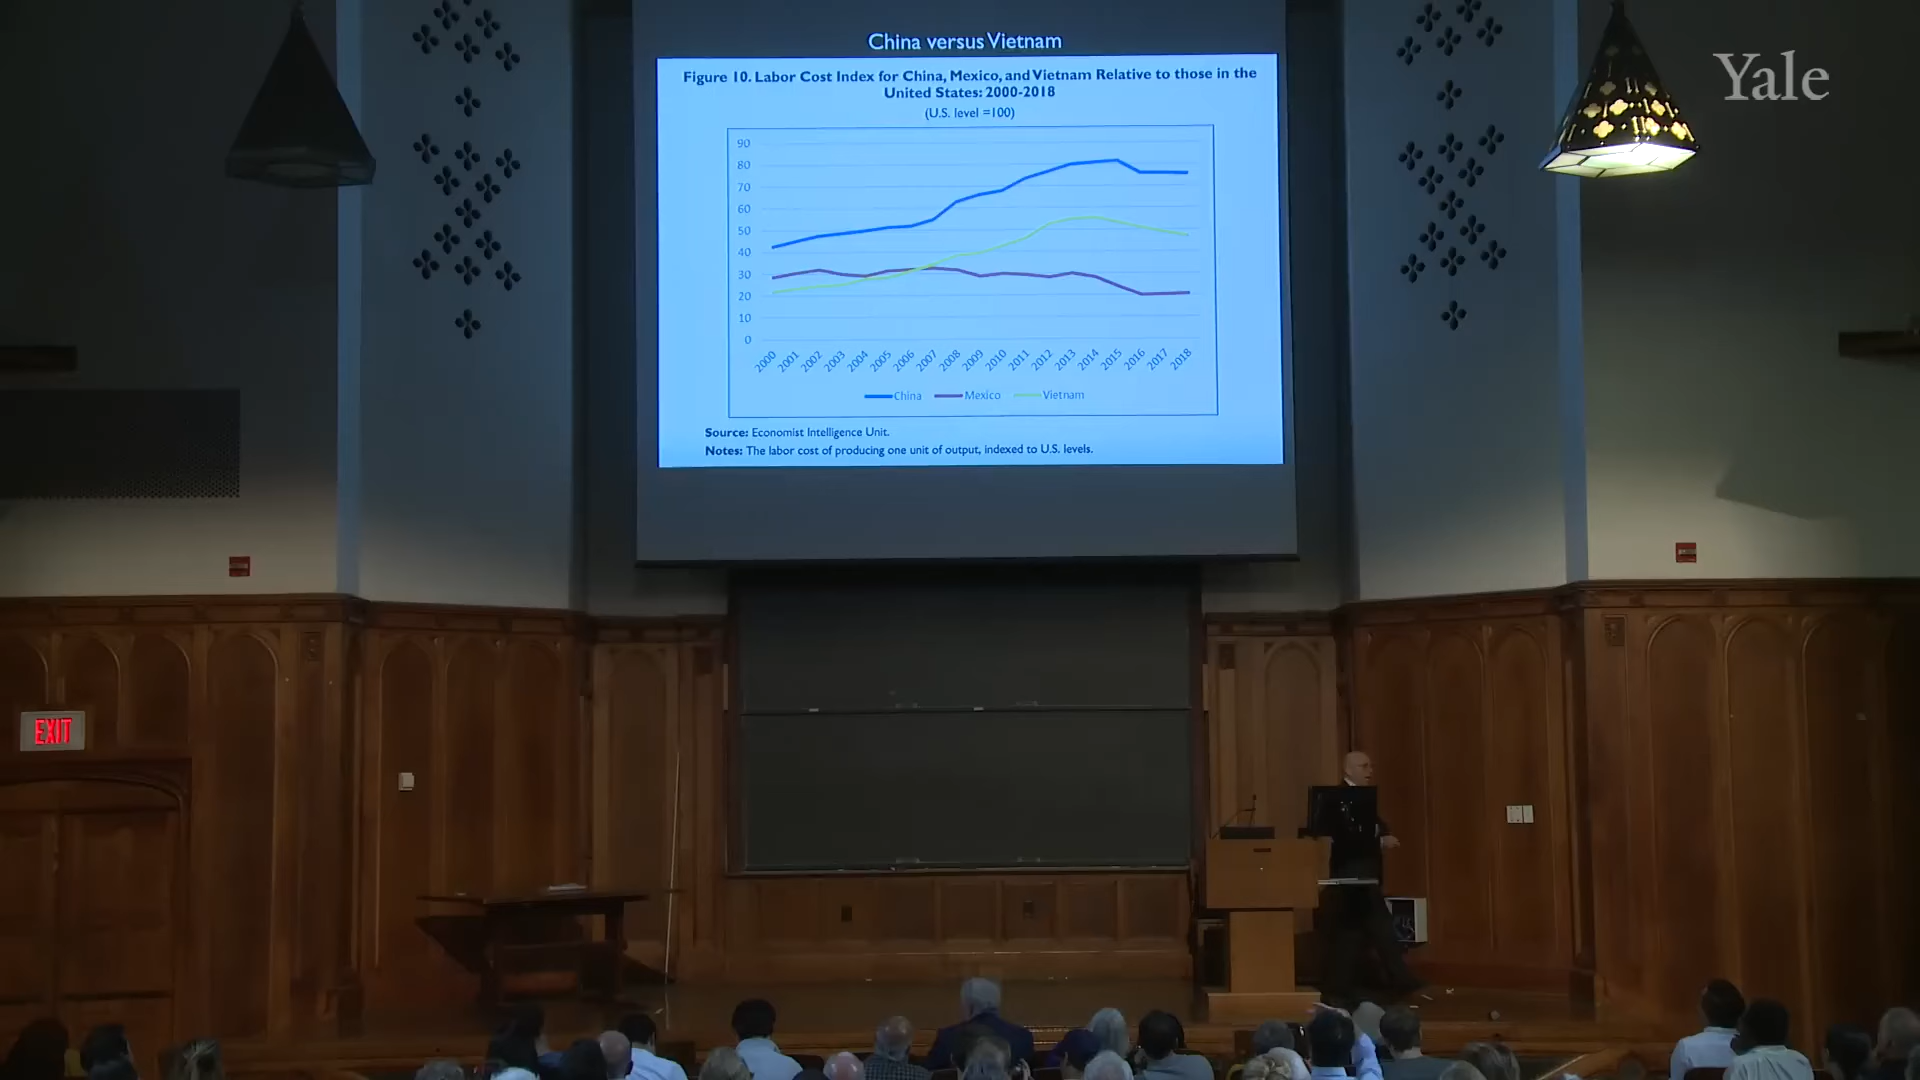 China versus Vietnam
Yale
Figure 10. Labor Cost Index for China, Mexico, and Vietnam Relative to those in the
United States: 2000-2018
(U.S. level =100)
90
80
70
60
50
40
30
20
10
0
2000 2001 2002 2003 2004 2005 2006 2007 2008 2009 2010 2011 2012 2013 2014 2015 2016 2017 2018
China Mexico Vietnam
Source: Economist Intelligence Unit.
Notes: The labor cost of producing one unit of output, indexed to U.S. levels.
EXIT